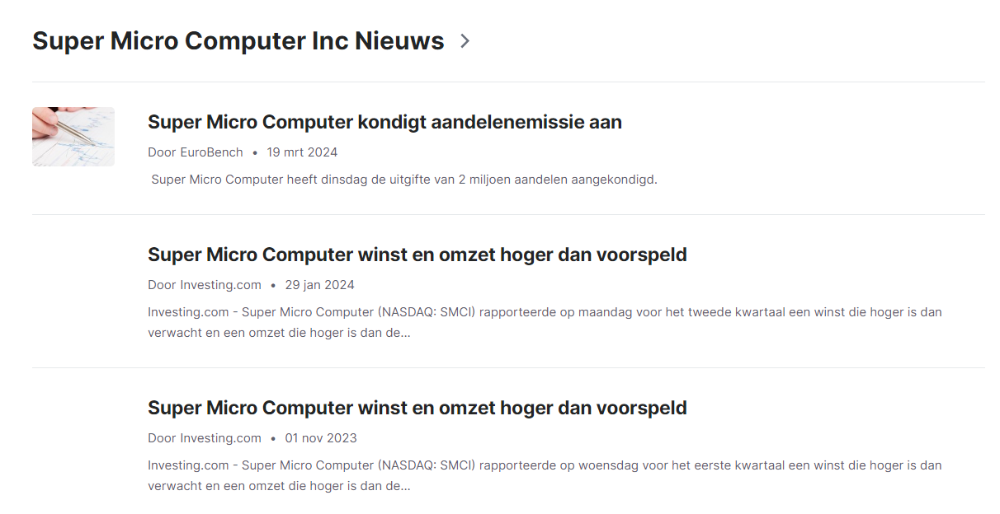 Super Micro Computer Inc Nieuws
Super Micro Computer kondigt aandelenemissie aan
Door EuroBench • 19 mrt 2024
Super Micro Computer heeft dinsdag de uitgifte van 2 miljoen aandelen aangekondigd.
Super Micro Computer winst en omzet hoger dan voorspeld
Door Investing.com • 29 jan 2024
Investing.com - Super Micro Computer (NASDAQ: SMCI) rapporteerde op maandag voor het tweede kwartaal een winst die hoger is dan
verwacht en een omzet die hoger is dan de...
Super Micro Computer winst en omzet hoger dan voorspeld
Door Investing.com • 01 nov 2023
Investing.com - Super Micro Computer (NASDAQ: SMCI) rapporteerde op woensdag voor het eerste kwartaal een winst die hoger is dan
verwacht en een omzet die hoger is dan de...